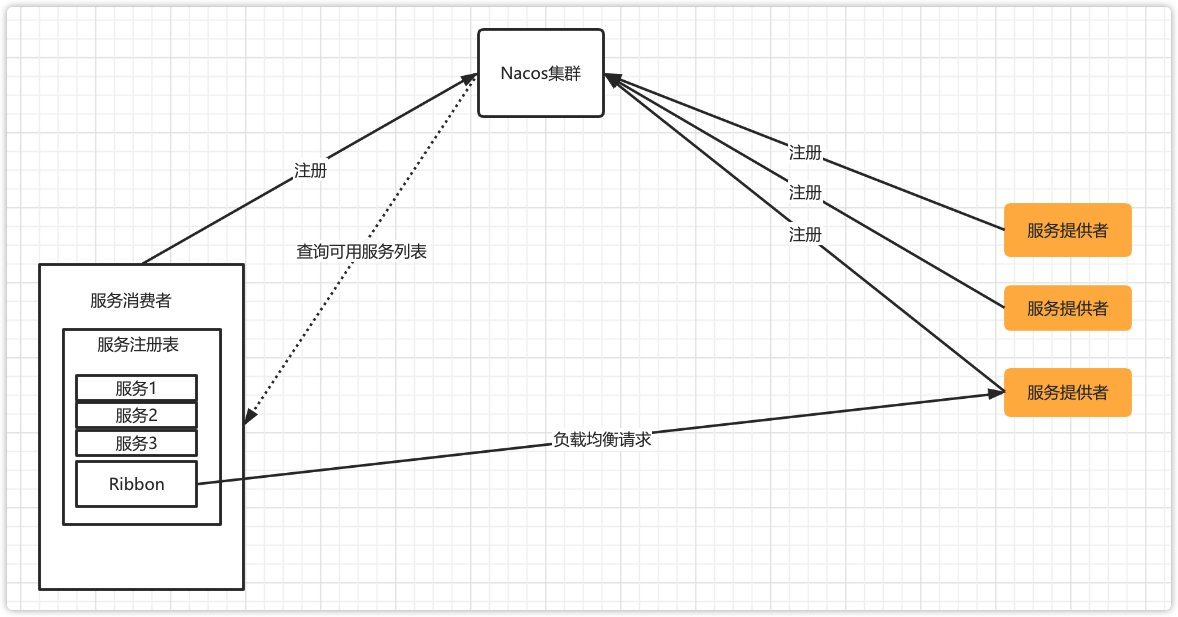 Nacos集群
注册
注册
注册
注册
查询可用服务列表
服务提供者
服务提供者
服务提供者
服务消费者
服务注册表
服务1
服务2
服务3
Ribbon
负载均衡请求